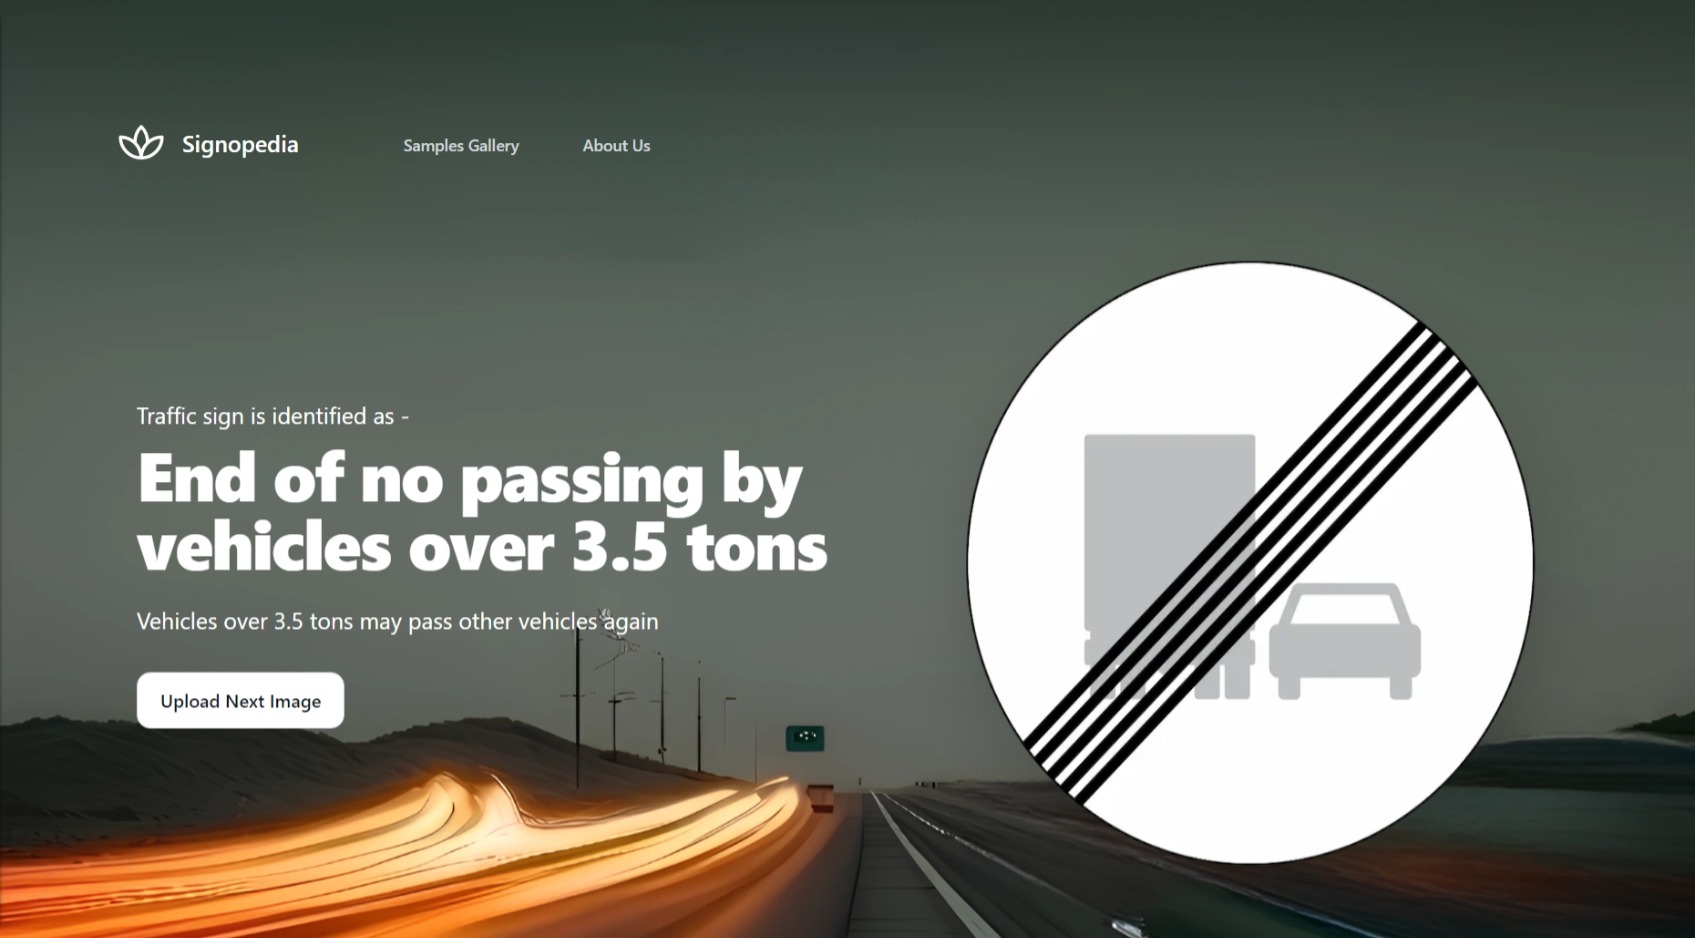 Signopedia
Samples Gallery
About Us
Traffic sign is identified as -
End of no passing by
vehicles over 3.5 tons
Vehicles over 3.5 tons may pass other vehicles again
Upload Next Image